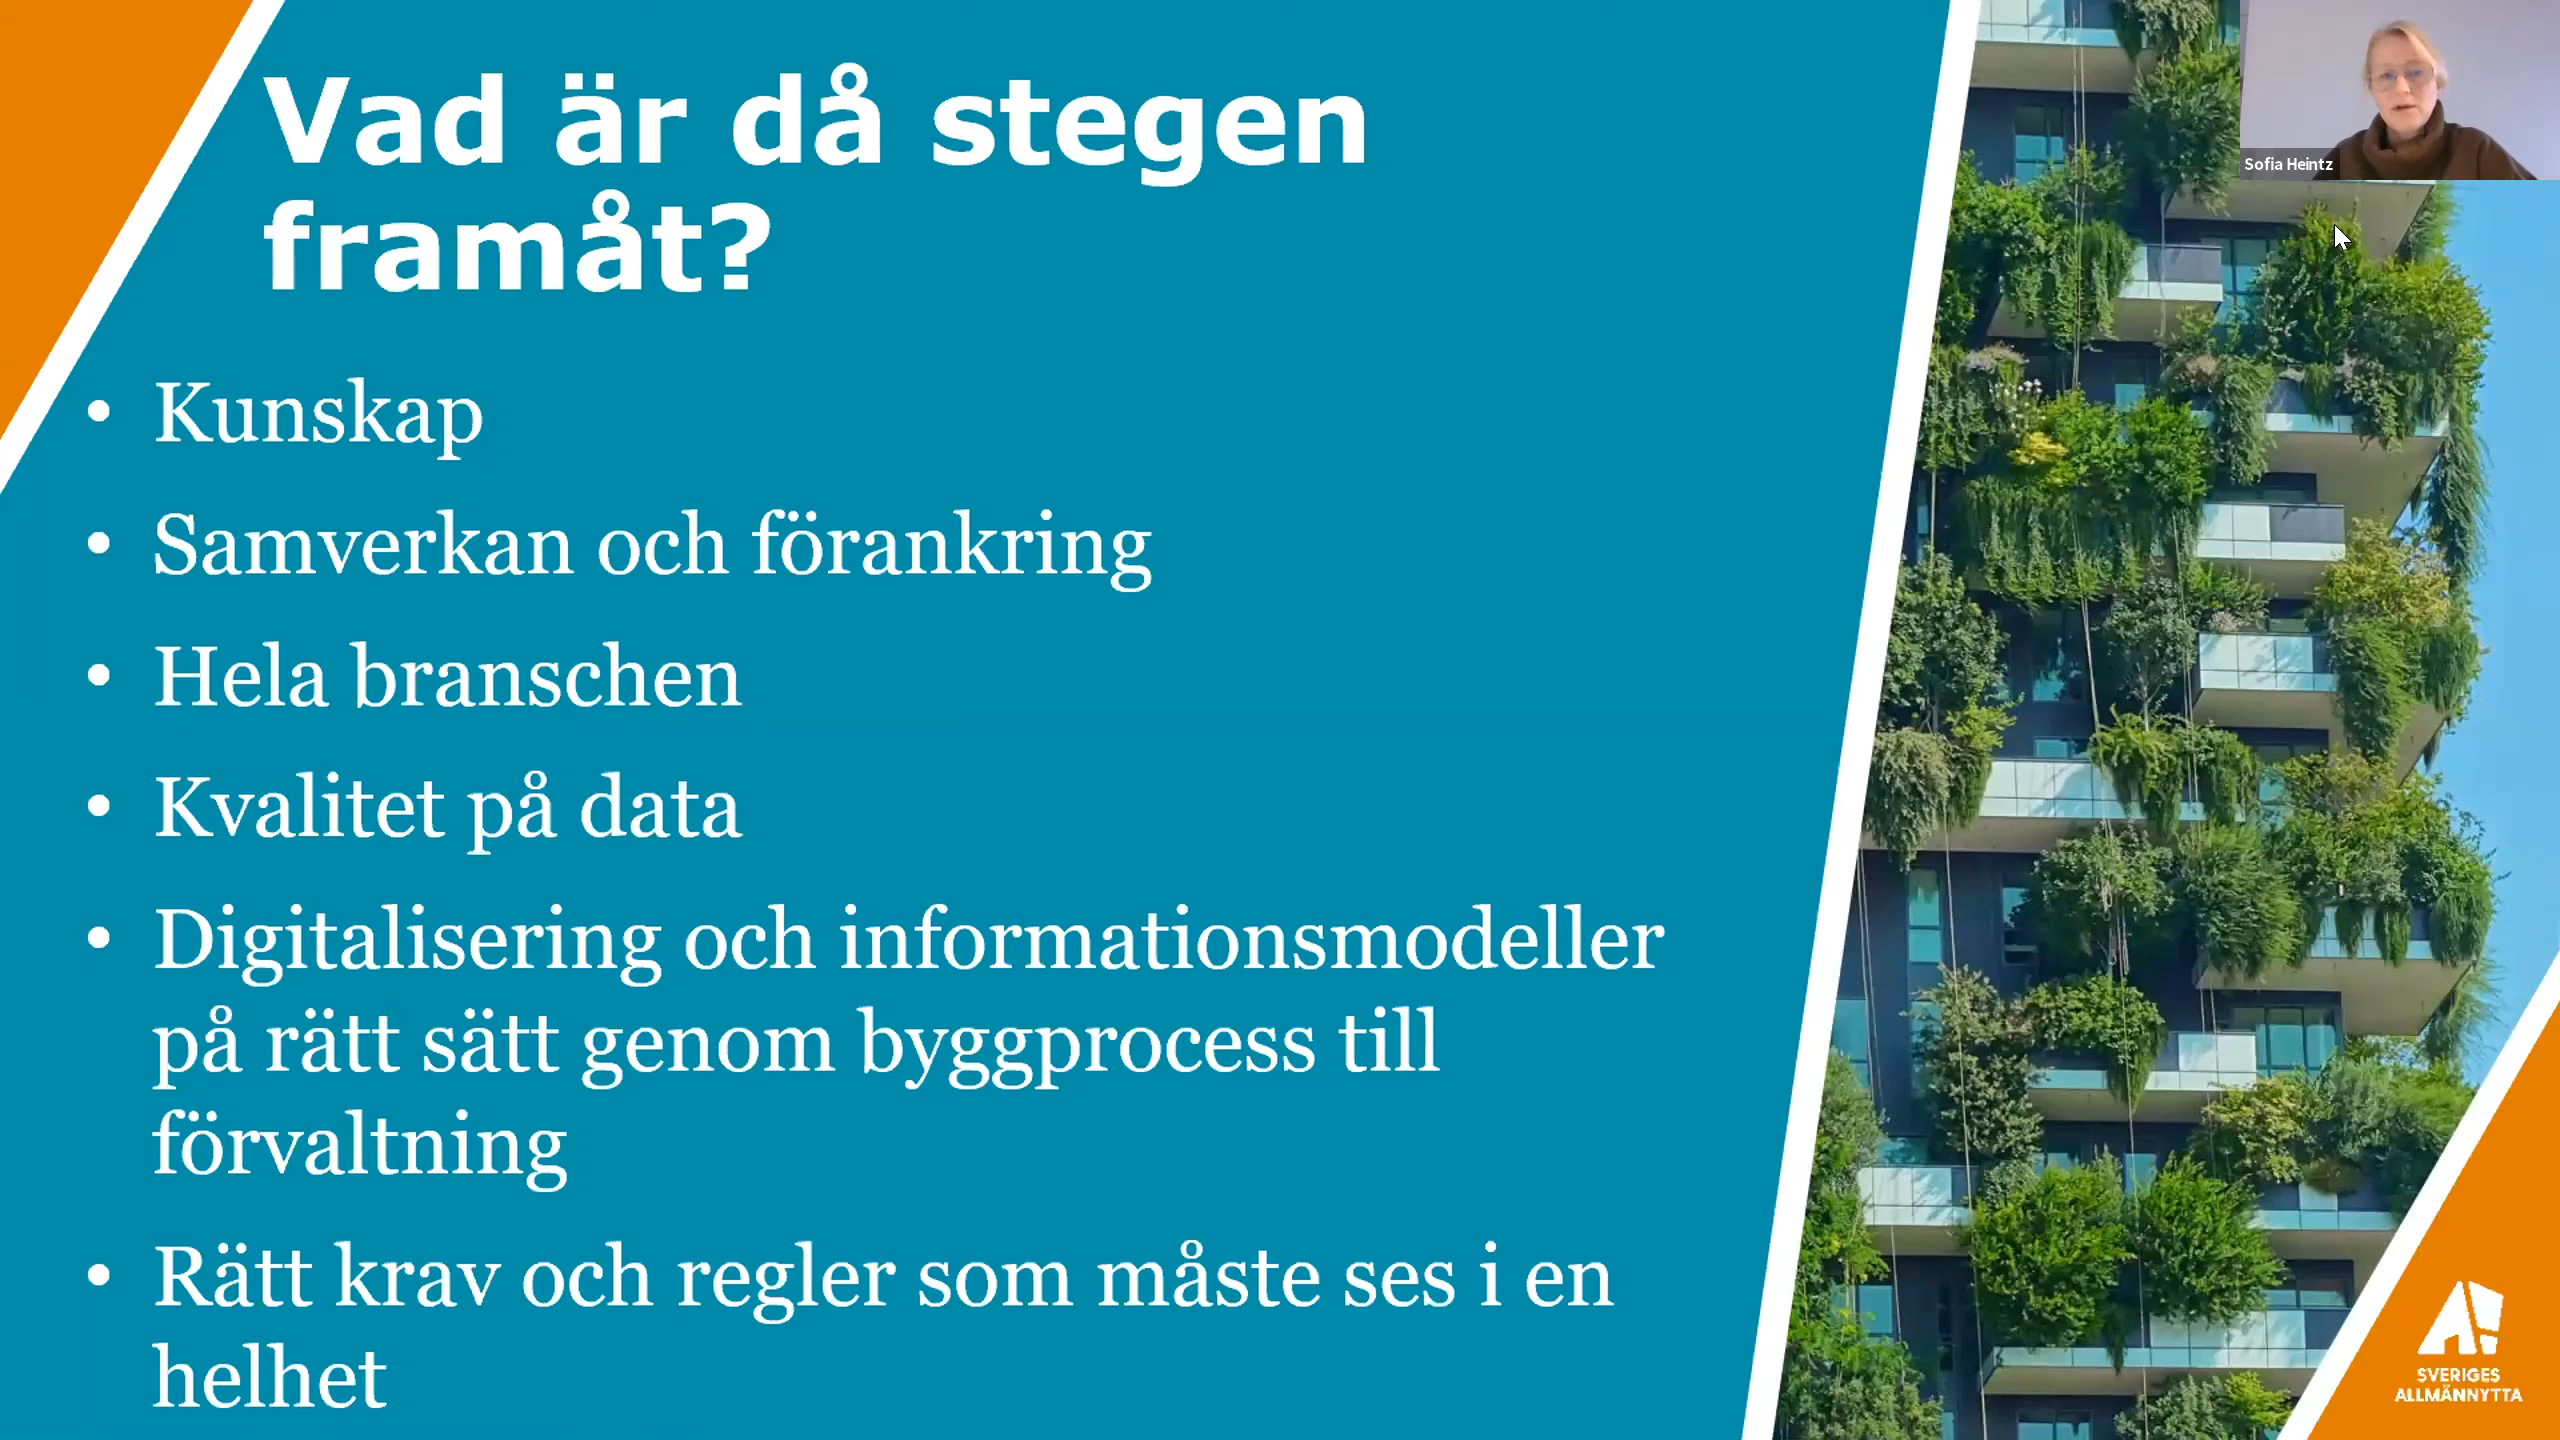 Vad är då stegen
framåt?
Sofia Heintz
• Kunskap
• Samverkan och förankring
• Hela branschen
• Kvalitet på data
• Digitalisering och informationsmodeller
på rätt sätt genom byggprocess till
förvaltning
• Rätt krav och regler som måste ses i en
helhet
SVERIGES
ALLMÄNNYTTA